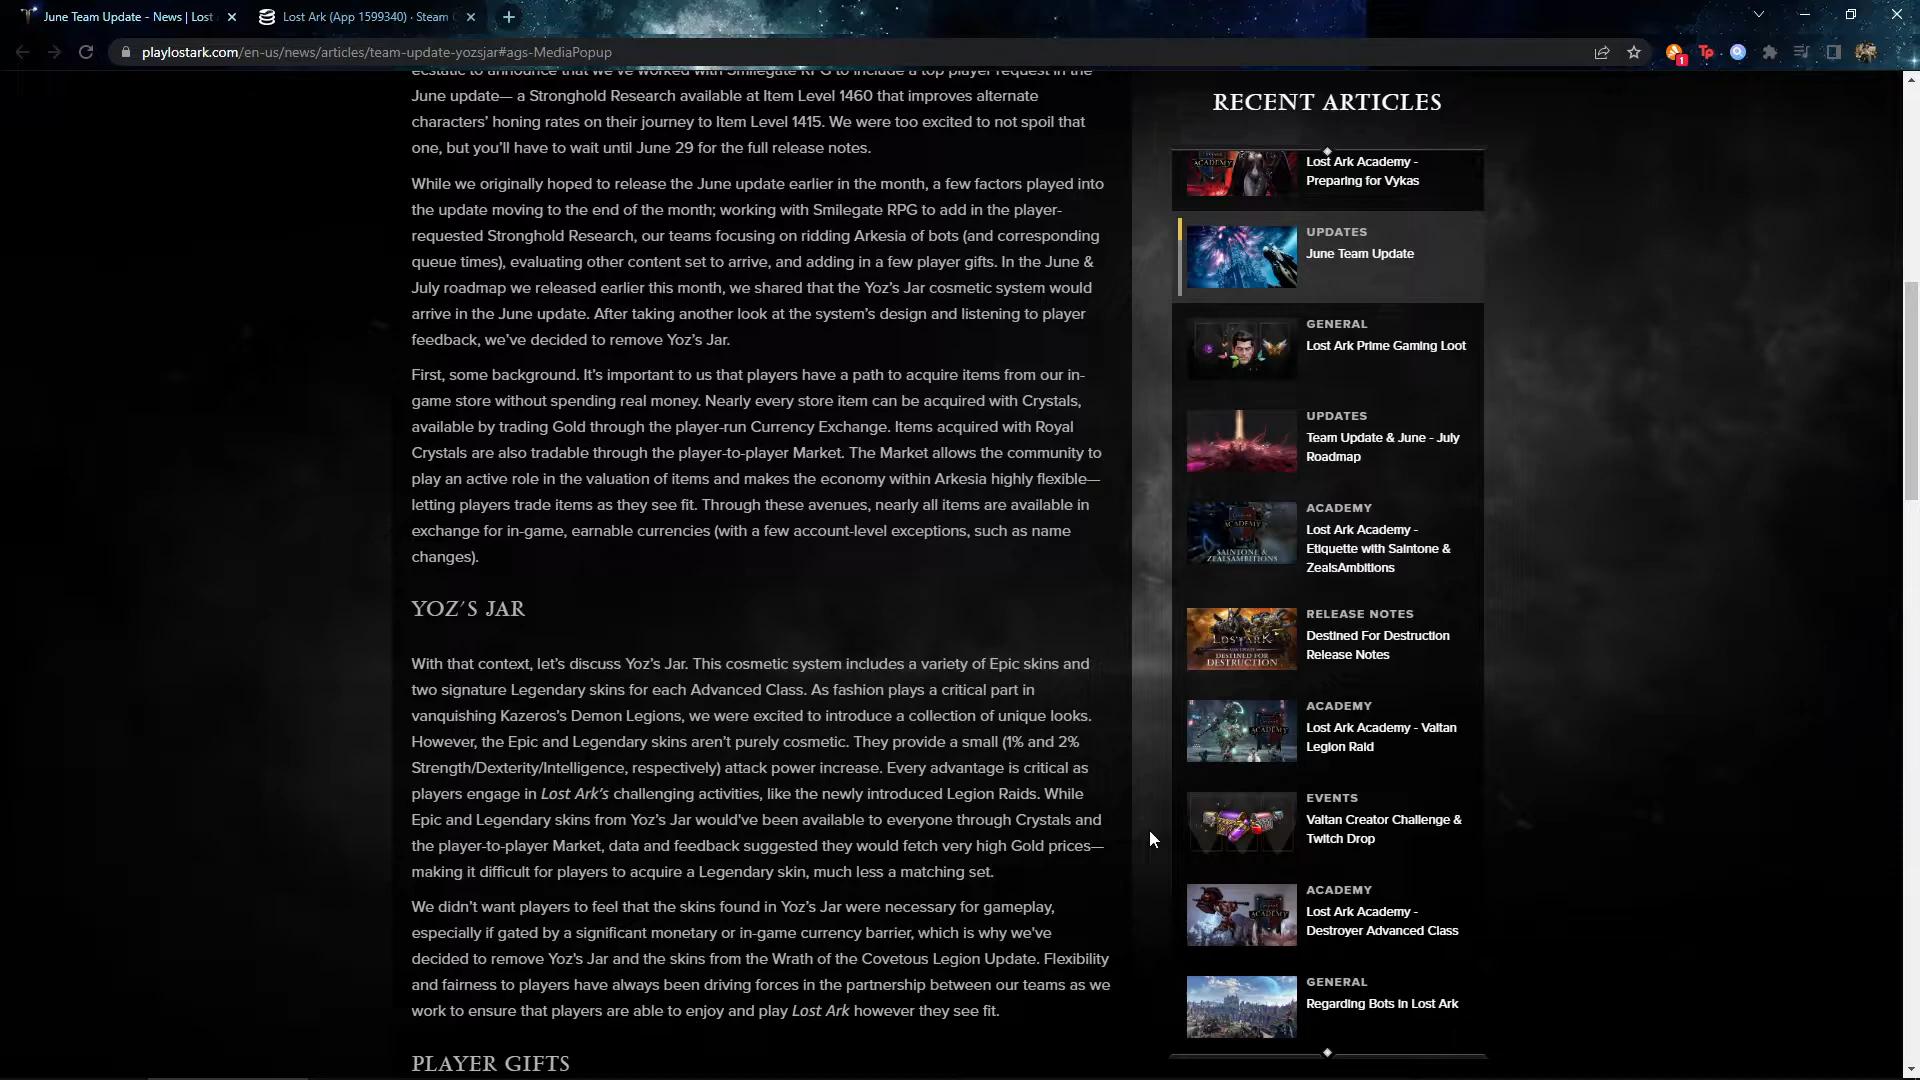 June Team Update - News | Lost
Lost Ark (App 1599340) · Steam
playlostark.com/en-us/news/articles/team-update-yozsjar#ags-MediaPopup
1
ecstatic to announce that we've worked with Smilegate RPG to include a top player request in the
June update— a Stronghold Research available at Item Level 1460 that improves alternate
characters' honing rates on their journey to Item Level 1415. We were too excited to not spoil that
one, but you'll have to wait until June 29 for the full release notes.
While we originally hoped to release the June update earlier in the month, a few factors played into
the update moving to the end of the month; working with Smilegate RPG to add in the player-
requested Stronghold Research, our teams focusing on ridding Arkesia of bots (and corresponding
queue times), evaluating other content set to arrive, and adding in a few player gifts. In the June &
July roadmap we released earlier this month, we shared that the Yoz's Jar cosmetic system would
arrive in the June update. After taking another look at the system's design and listening to player
feedback, we've decided to remove Yoz's Jar.
First, some background. It's important to us that players have a path to acquire items from our in-
game store without spending real money. Nearly every store item can be acquired with Crystals,
available by trading Gold through the player-run Currency Exchange. Items acquired with Royal
Crystals are also tradable through the player-to-player Market. The Market allows the community to
play an active role in the valuation of items and makes the economy within Arkesia highly flexible—
letting players trade items as they see fit. Through these avenues, nearly all items are available in
exchange for in-game, earnable currencies (with a few account-level exceptions, such as name
changes).
YOZ'S JAR
With that context, let's discuss Yoz's Jar. This cosmetic system includes a variety of Epic skins and
two signature Legendary skins for each Advanced Class. As fashion plays a critical part in
vanquishing Kazeros's Demon Legions, we were excited to introduce a collection of unique looks.
However, the Epic and Legendary skins aren't purely cosmetic. They provide a small (1% and 2%
Strength/Dexterity/Intelligence, respectively) attack power increase. Every advantage is critical as
players engage in Lost Ark's challenging activities, like the newly introduced Legion Raids. While
Epic and Legendary skins from Yoz's Jar would've been available to everyone through Crystals and
the player-to-player Market, data and feedback suggested they would fetch very high Gold prices—
making it difficult for players to acquire a Legendary skin, much less a matching set.
We didn't want players to feel that the skins found in Yoz's Jar were necessary for gameplay,
especially if gated by a significant monetary or in-game currency barrier, which is why we've
decided to remove Yoz's Jar and the skins from the Wrath of the Covetous Legion Update. Flexibility
and fairness to players have always been driving forces in the partnership between our teams as we
work to ensure that players are able to enjoy and play Lost Ark however they see fit.
PLAYER GIFTS
RECENT ARTICLES
ACADEMY
Lost Ark Academy -
Preparing for Vykas
UPDATES
June Team Update
GENERAL
Lost Ark Prime Gaming Loot
UPDATES
Team Update & June - July
Roadmap
ACADEMY
ACADEMY
SAINTONE &
ZEALSAMBITIONS
Lost Ark Academy -
Etiquette with Saintone &
ZealsAmbitions
RELEASE NOTES
LOST ARK
DESTINED FOR
DESTRUCTION
Destined For Destruction
Release Notes
ACADEMY
ACADEMY
Lost Ark Academy - Valtan
Legion Raid
EVENTS
Valtan Creator Challenge &
Twitch Drop
ACADEMY
ACADEMY
Lost Ark Academy -
Destroyer Advanced Class
GENERAL
Regarding Bots in Lost Ark